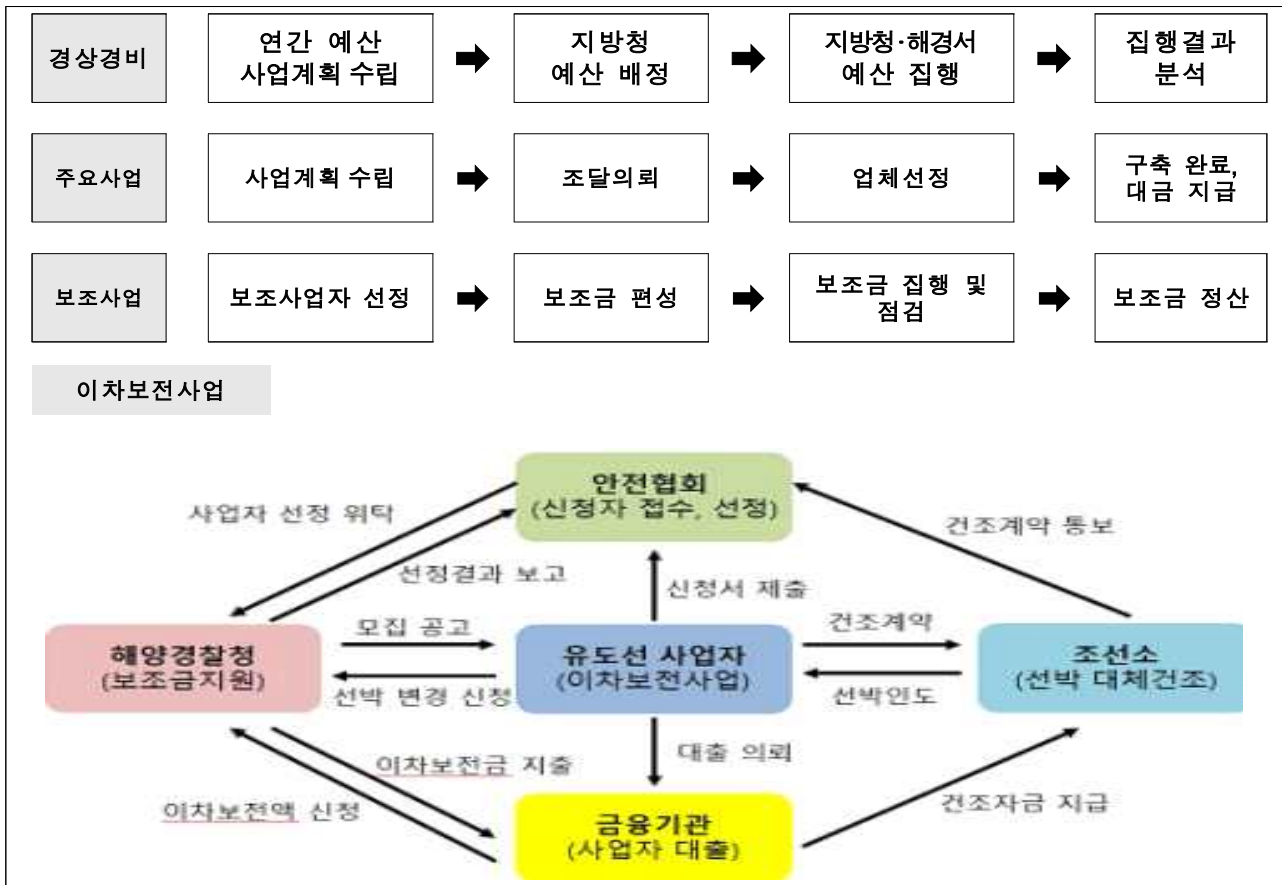 경상경비
연간 예산
사업계획 수립
지방청
예산 배정
지방청·해경서
예산 집행
집행결과
분석
주요사업
사업계획 수립
조달의뢰
업체선정
구축 완료,
대금 지급
보조사업
보조사업자 선정
보조금 편성
보조금 집행 및
점검
보조금 정산
이차보전사업
안전협회
(신청자 접수, 선정)
사업자 선정 위탁
건조계약 통보
선정결과 보고
신청서 제출
모집 공고
건조계약
해양경찰청
(보조금지원)
유도선 사업자
(이차보전사업)
조선소
(선박 대체건조)
선박 변경 신청
선박인도
대출 의뢰
이차보전금 지출
이차보전액 신청
건조자금 지급
금융기관
(사업자 대출)